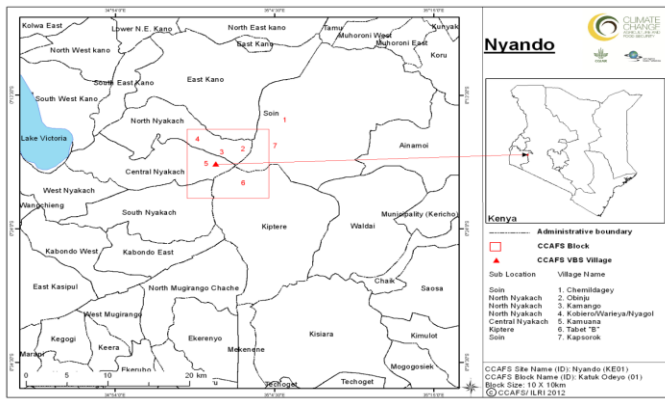 Nyando
CLIMATE
CHANGE
Kolwa East
Lower N.E. Kano
Tamu
Muhoroni West
Kunyak
North West kano
East Kano
Muhoroni East
Koru
East Kano
South East Kano
South West Kano
Soin
1
North Nyakach
4
2
3
7
Lake Victoria
Ainamoi
5
Central Nyakach
6
West Nyakach
Wangchieng
South Nyakach
Kiptere
Waldai
Municipality (Kericho)
Kabondo West
Kabondo East
East Kasipul
North Mugirango Chache
Chaik
Saosa
West Mugirango
Kisiara
Kegogi
Keera
Ekerenyo
Mekenene
Kimulot
Mogogosiek
Techoget
Techoget
0
5
10
20 km
Kenya
Administrative boundary
CCAFS Block
CCAFS VBS Village
Sub Location Village Name
Soin 1. Chemildagey
North Nyakach 2. Obinju
North Nyakach 3. Kamango
North Nyakach 4. Kobiero/Warieya/Nyagol
Central Nyakach 5. Kamuana
Kiptere 6. Tabet "B"
Soin 7. Kapsorok
CCAFS Site Name (ID): Nyando (KE01)
CCAFS Block Name (ID): Katuk Odeyo (01)
Block Size: 10 X 10km
© CCAFS/ ILRI 2012